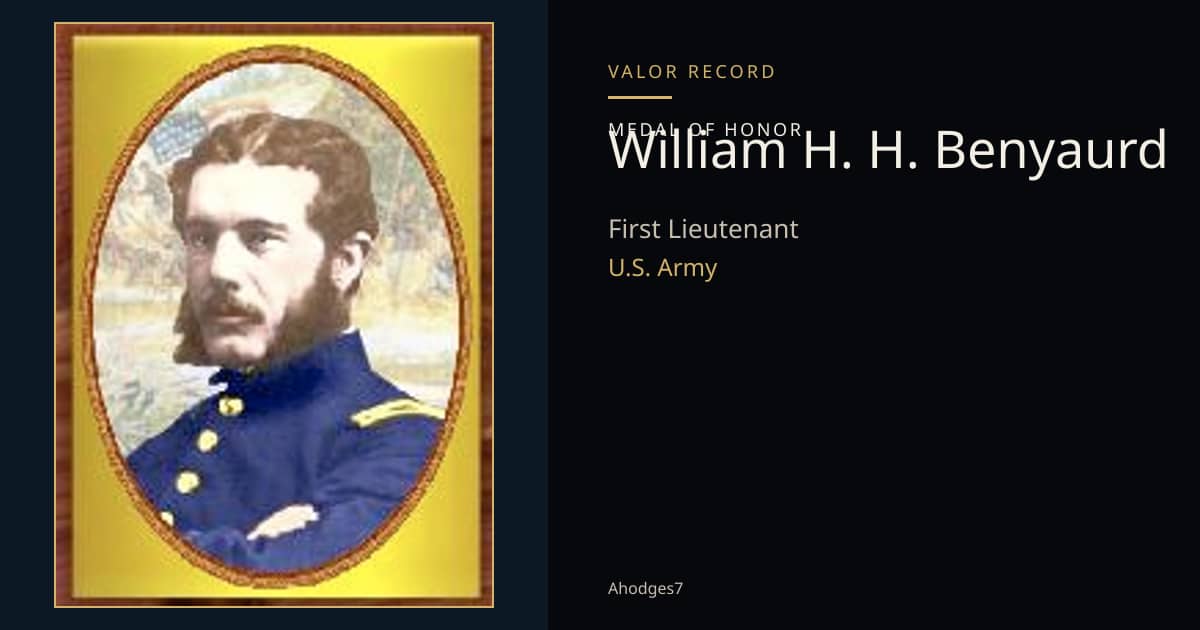 VALOR RECORD
MEDAL OF HONOR
William H. H. Benyaurd
First Lieutenant
U.S. Army
Ahodges7